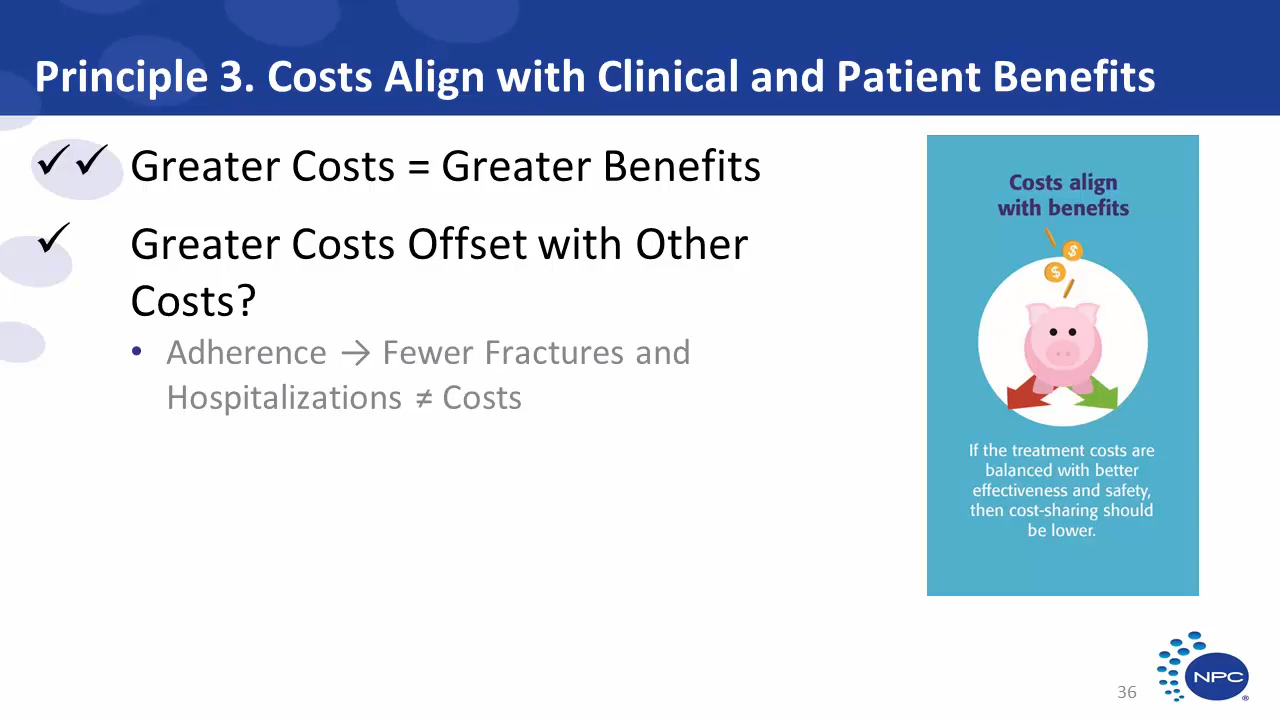 Principle 3. Costs Align with Clinical and Patient Benefits
✓✓ Greater Costs = Greater Benefits
✓ Greater Costs Offset with Other
Costs?
• Adherence → Fewer Fractures and
Hospitalizations ≠ Costs
Costs align
with benefits
$
$
If the treatment costs are
balanced with better
effectiveness and safety,
then cost-sharing should
be lower.
36
NPC®